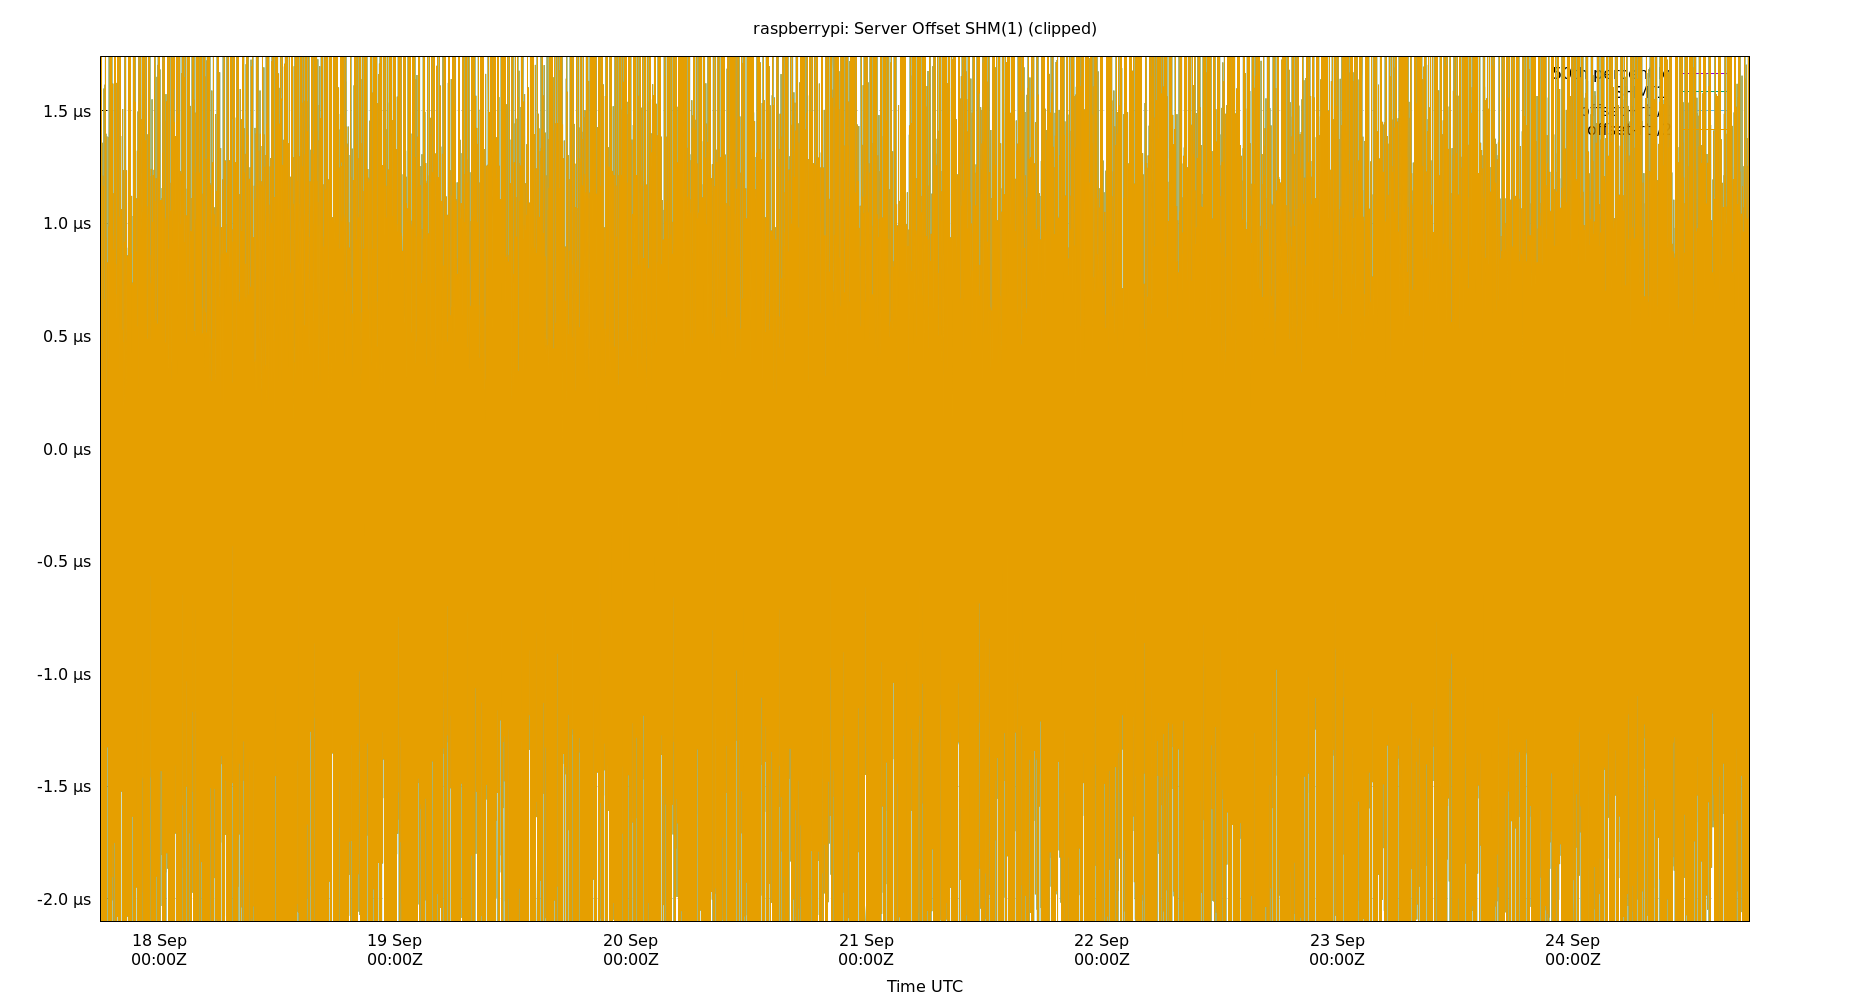 raspberrypi: Server Offset SHM(1) (clipped)
1.5 µs
1.0 µs
0.5 µs
0.0 µs
-0.5 µs
-1.0 µs
-1.5 µs
-2.0 µs
18 Sep 19 Sep 20 Sep 21 Sep 22 Sep 23 Sep 24 Sep
00:00Z 00:00Z 00:00Z 00:00Z 00:00Z 00:00Z 00:00Z
Time UTC